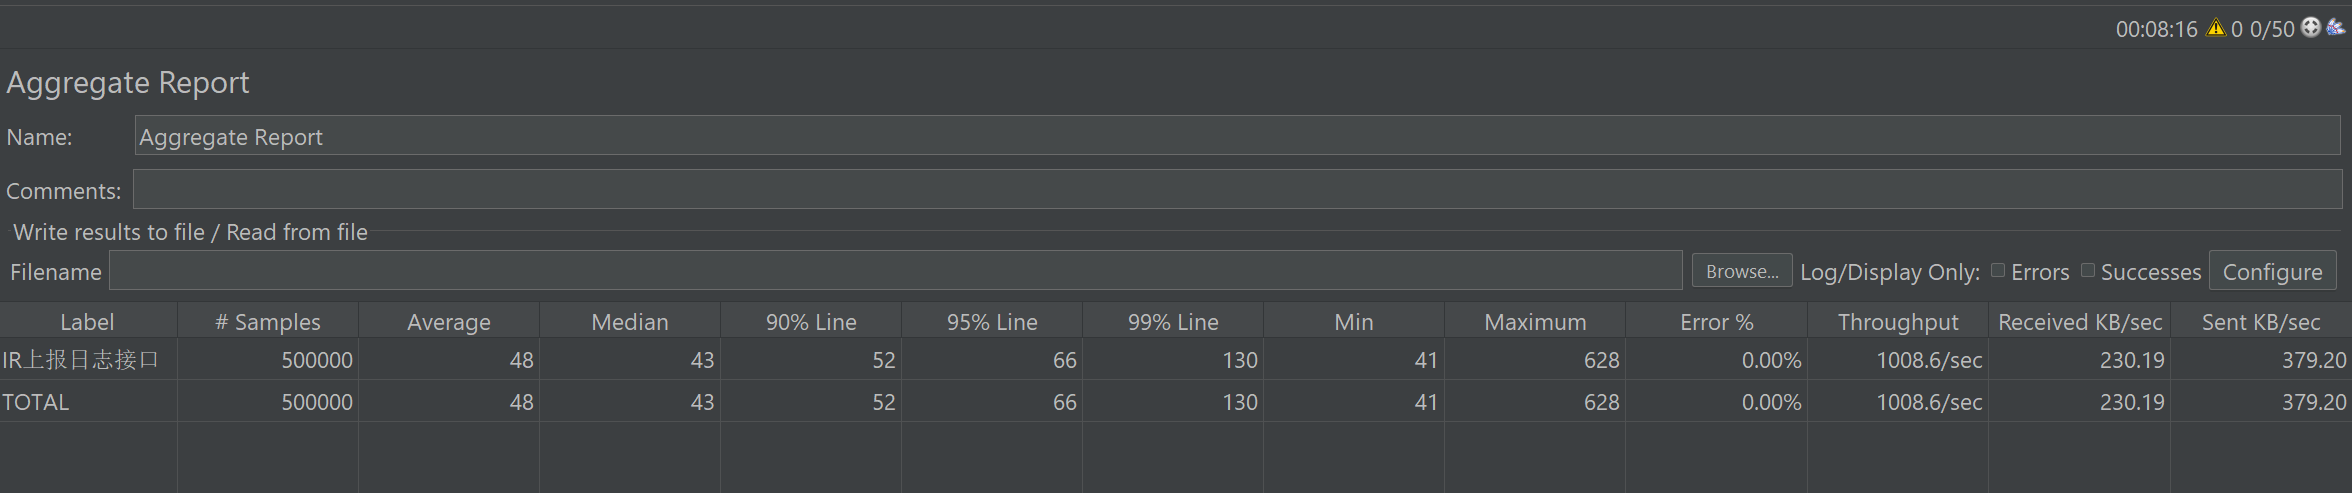 00:08:16 0 0/50
Aggregate Report
Name: Aggregate Report
Comments:
Write results to file / Read from file
Filename Browse... Log/Display Only: Errors Successes Configure
Label # Samples Average Median 90% Line 95% Line 99% Line Min Maximum Error % Throughput Received KB/sec Sent KB/sec
IR上报日志接口 500000 48 43 52 66 130 41 628 0.00% 1008.6/sec 230.19 379.20
TOTAL 500000 48 43 52 66 130 41 628 0.00% 1008.6/sec 230.19 379.20